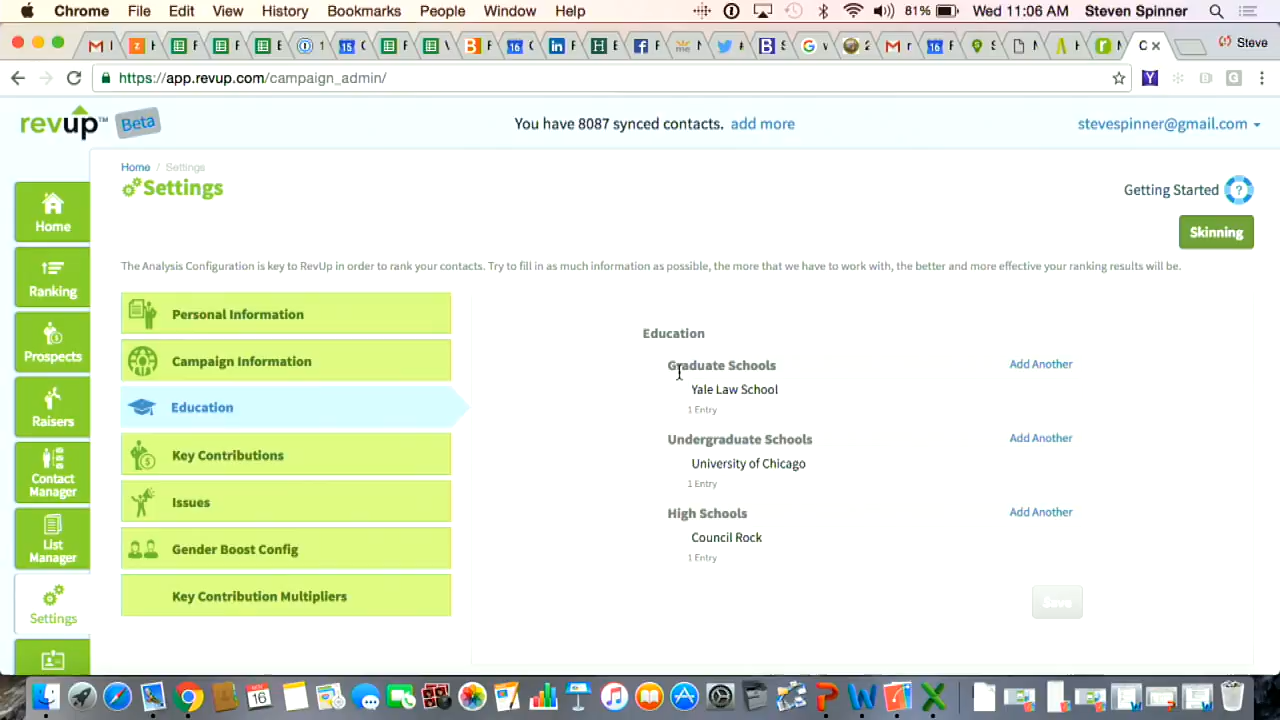 Chrome File Edit View History Bookmarks People Window Help 81% Wed 11:06 AM Steven Spinner
Steve
https://app.revup.com/campaign_admin/
revup™ Beta
You have 8087 synced contacts. add more
stevespinner@gmail.com
Home / Settings
Settings
Getting Started ?
Skinning
The Analysis Configuration is key to RevUp in order to rank your contacts. Try to fill in as much information as possible, the more that we have to work with, the better and more effective your ranking results will be.
Home
Ranking
Prospects
Raisers
Contact
Manager
List
Manager
Settings
Personal Information
Campaign Information
Education
Key Contributions
Issues
Gender Boost Config
Key Contribution Multipliers
Education
Graduate Schools Add Another
Yale Law School
1 Entry
Undergraduate Schools Add Another
University of Chicago
1 Entry
High Schools Add Another
Council Rock
1 Entry
Save